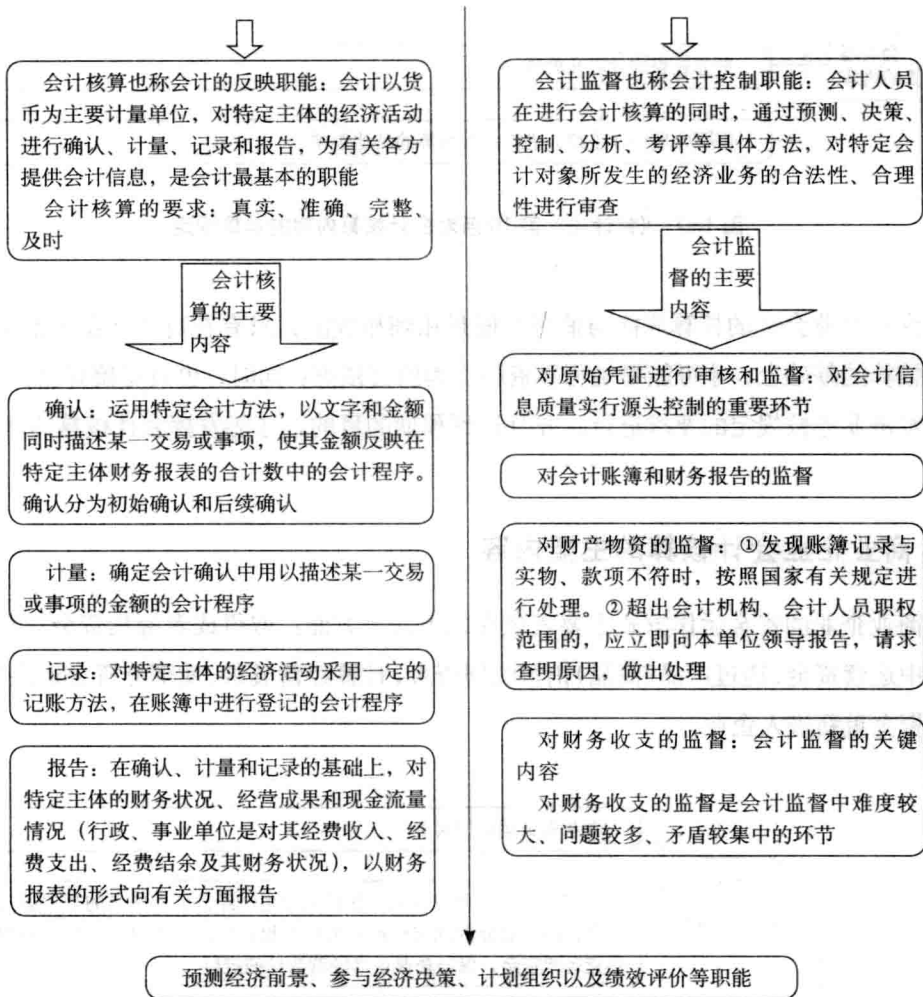 会计核算也称会计的反映职能：会计以货
币为主要计量单位，对特定主体的经济活动
进行确认、计量、记录和报告，为有关各方
提供会计信息，是会计最基本的职能
会计核算的要求：真实、准确、完整、
及时
会计核
算的主要
内容
确认：运用特定会计方法，以文字和金额
同时描述某一交易或事项，使其金额反映在
特定主体财务报表的合计数中的会计程序。
确认分为初始确认和后续确认
计量：确定会计确认中用以描述某一交易
或事项的金额的会计程序
记录：对特定主体的经济活动采用一定的
记账方法，在账簿中进行登记的会计程序
报告：在确认、计量和记录的基础上，对
特定主体的财务状况、经营成果和现金流量
情况（行政、事业单位是对其经费收入、经
费支出、经费结余及其财务状况），以财务
报表的形式向有关方面报告
会计监督也称会计控制职能：会计人员
在进行会计核算的同时，通过预测、决策、
控制、分析、考评等具体方法，对特定会
计对象所发生的经济业务的合法性、合理
性进行审查
会计监
督的主要
内容
对原始凭证进行审核和监督：对会计信
息质量实行源头控制的重要环节
对会计账簿和财务报告的监督
对财产物资的监督：①发现账簿记录与
实物、款项不符时，按照国家有关规定进
行处理。②超出会计机构、会计人员职权
范围的，应立即向本单位领导报告，请求
查明原因，做出处理
对财务收支的监督：会计监督的关键
内容
对财务收支的监督是会计监督中难度较
大、问题较多、矛盾较集中的环节
预测经济前景、参与经济决策、计划组织以及绩效评价等职能